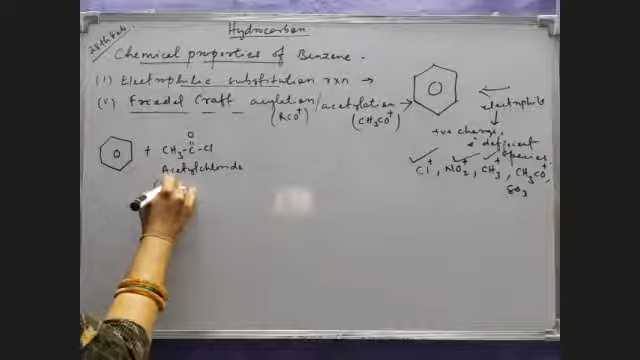 28th Feb.
Hydrocarbon
Chemical properties of Benzene.
(1) Electrophilic substitution rxn →
(v) Friedel Craft acylation/acetylation →
(RCO+) (CH3CO+)
← electrophile
↓
+ve charge,
e- deficient
species.
Cl+, NO2+, CH3+, CH3CO+,
SO3
O
+ CH3-C-Cl
Acetylchloride